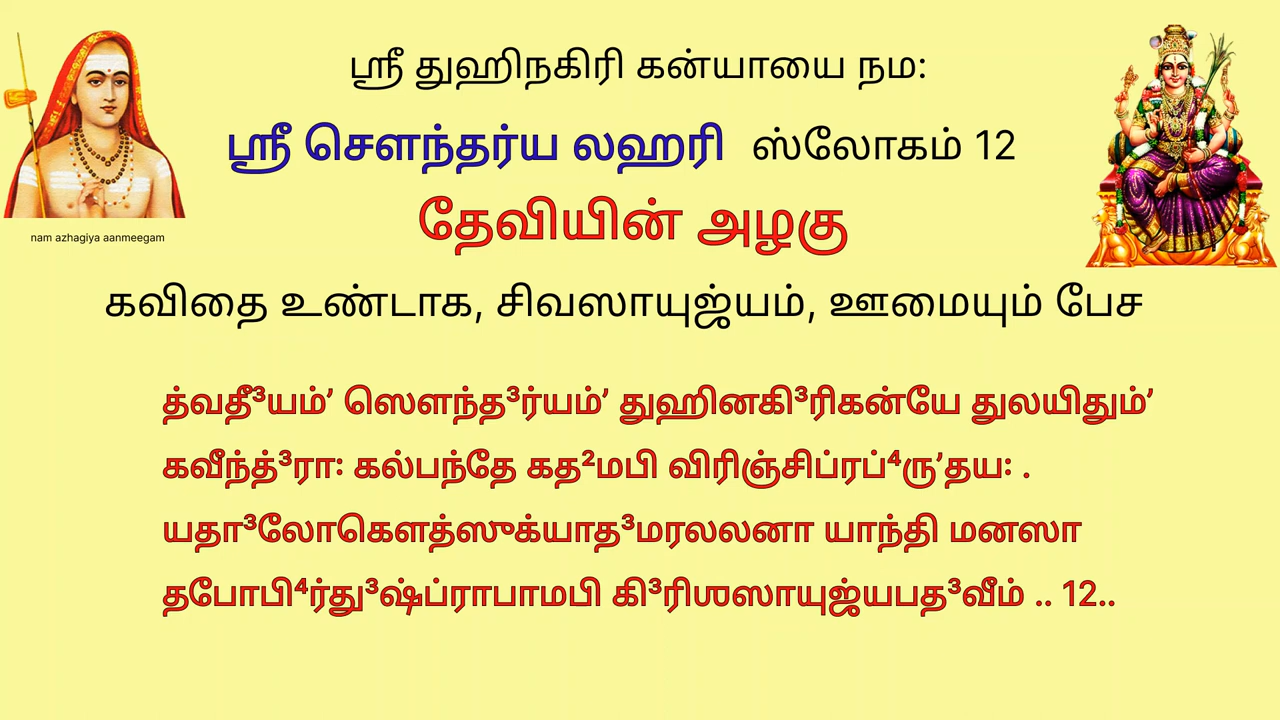 ஸ்ரீ துஹிநகிரி கன்யாயை நம:
ஸ்ரீ சௌந்தர்ய லஹரி ஸ்லோகம் 12
தேவியின் அழகு
nam azhagiya aanmeegam
கவிதை உண்டாக, சிவஸாயுஜ்யம், ஊமையும் பேச
த்வதீ³யம்ʼ ஸௌந்த³ர்யம்ʼ துஹினகி³ரிகன்யே துலயிதும்ʼ
கவீந்த்³ரா꞉ கல்பந்தே கத²மபி விரிஞ்சிப்ரப்⁴ருʼதய꞉ .
யதா³லோகௌத்ஸுக்யாத³மரலலனா யாந்தி மனஸா
தபோபி⁴ர்து³ஷ்ப்ராபாமபி கி³ரிஶஸாயுஜ்யபத³வீம் .. 12..